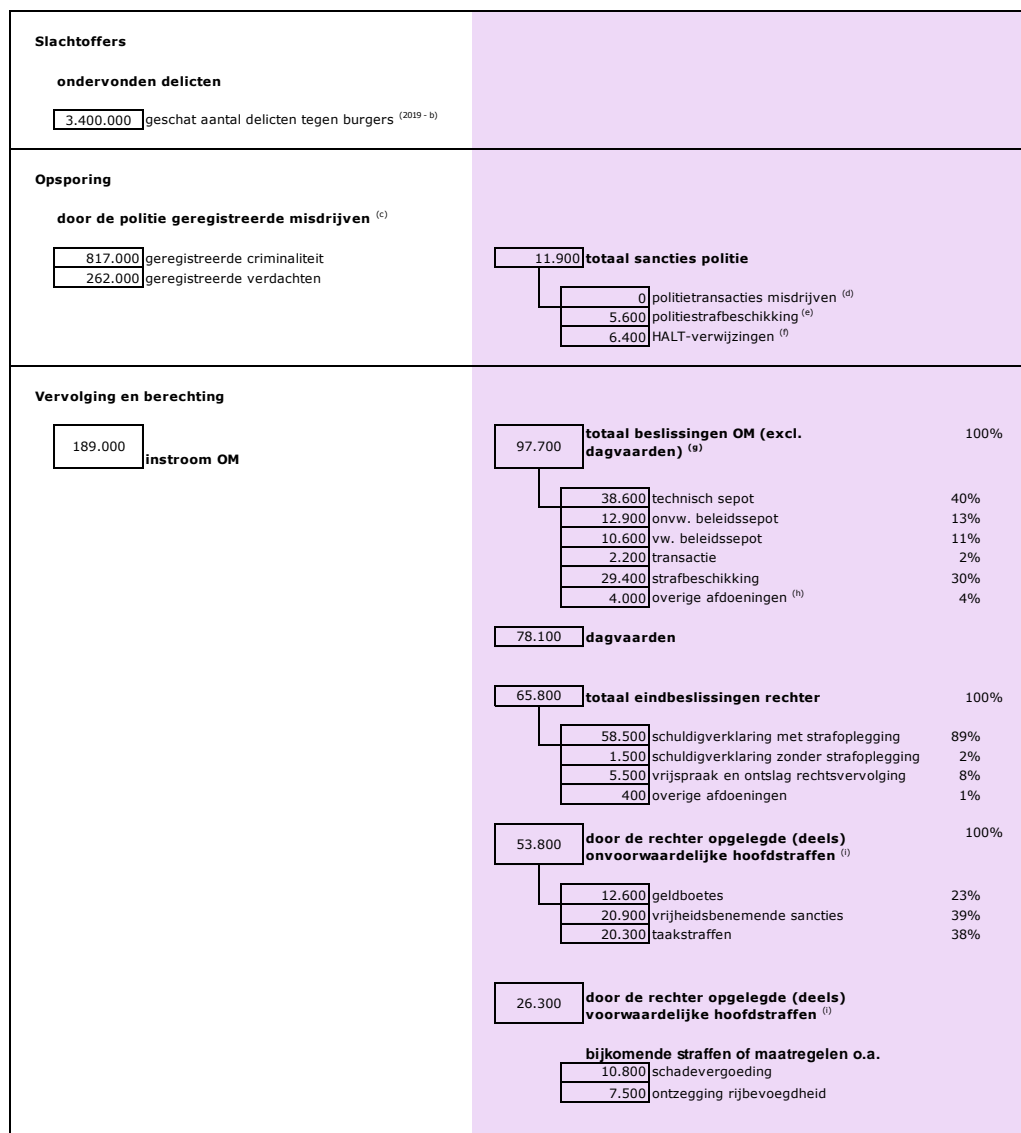 Slachtoffers
ondervonden delicten
3.400.000 geschat aantal delicten tegen burgers (2019 - b)
Opsporing
door de politie geregistreerde misdrijven (c)
817.000 geregistreerde criminaliteit
262.000 geregistreerde verdachten
11.900 totaal sancties politie
0 politietransacties misdrijven (d)
5.600 politiestrafbeschikking (e)
6.400 HALT-verwijzingen (f)
Vervolging en berechting
189.000 instroom OM
97.700 totaal beslissingen OM (excl. 100%
dagvaarden) (g)
38.600 technisch sepot 40%
12.900 onvw. beleidssepot 13%
10.600 vw. beleidssepot 11%
2.200 transactie 2%
29.400 strafbeschikking 30%
4.000 overige afdoeningen (h) 4%
78.100 dagvaarden
65.800 totaal eindbeslissingen rechter 100%
58.500 schuldigverklaring met strafoplegging 89%
1.500 schuldigverklaring zonder strafoplegging 2%
5.500 vrijspraak en ontslag rechtsvervolging 8%
400 overige afdoeningen 1%
53.800 door de rechter opgelegde (deels) 100%
onvoorwaardelijke hoofdstraffen (i)
12.600 geldboetes 23%
20.900 vrijheidsbenemende sancties 39%
20.300 taakstraffen 38%
26.300 door de rechter opgelegde (deels)
voorwaardelijke hoofdstraffen (i)
bijkomende straffen of maatregelen o.a.
10.800 schadevergoeding
7.500 ontzegging rijbevoegdheid